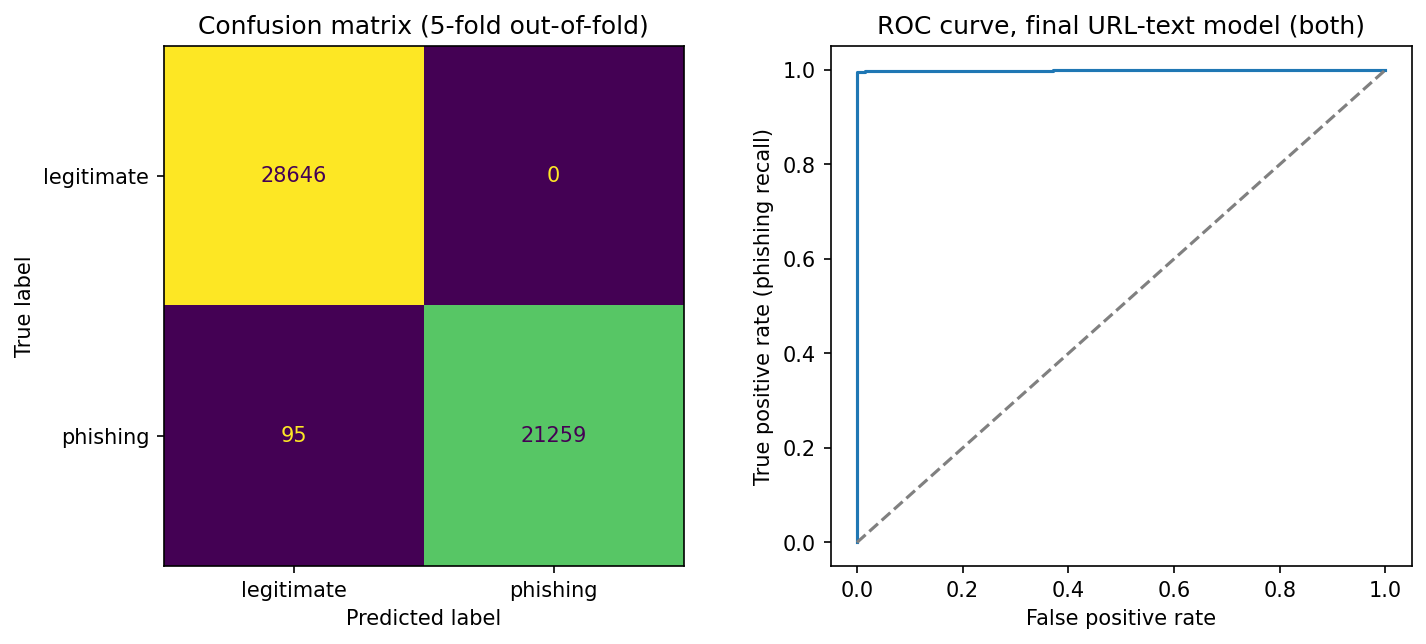 Confusion matrix (5-fold out-of-fold)
legitimate
28646
0
phishing
95
21259
True label
legitimate
phishing
Predicted label
ROC curve, final URL-text model (both)
1.0
0.8
0.6
0.4
0.2
0.0
True positive rate (phishing recall)
0.0
0.2
0.4
0.6
0.8
1.0
False positive rate